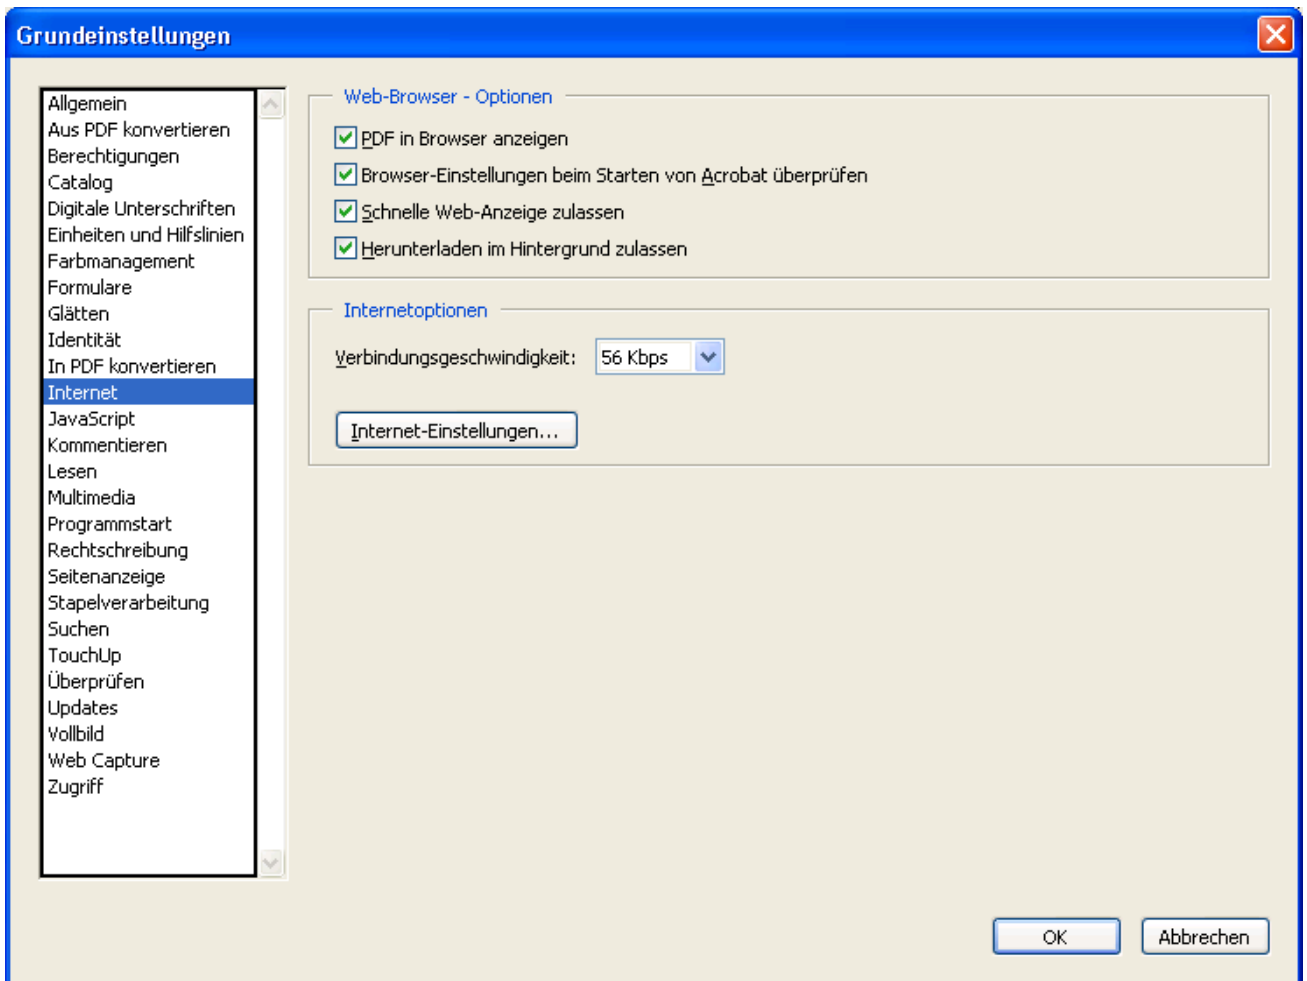 Grundeinstellungen
Allgemein
Aus PDF konvertieren
Berechtigungen
Catalog
Digitale Unterschriften
Einheiten und Hilfslinien
Farbmanagement
Formulare
Glätten
Identität
In PDF konvertieren
Internet
JavaScript
Kommentieren
Lesen
Multimedia
Programmstart
Rechtschreibung
Seitenanzeige
Stapelverarbeitung
Suchen
TouchUp
Überprüfen
Updates
Vollbild
Web Capture
Zugriff
Web-Browser - Optionen
PDF in Browser anzeigen
Browser-Einstellungen beim Starten von Acrobat überprüfen
Schnelle Web-Anzeige zulassen
Herunterladen im Hintergrund zulassen
Internetoptionen
Verbindungsgeschwindigkeit: 56 Kbps
Internet-Einstellungen...
OK Abbrechen